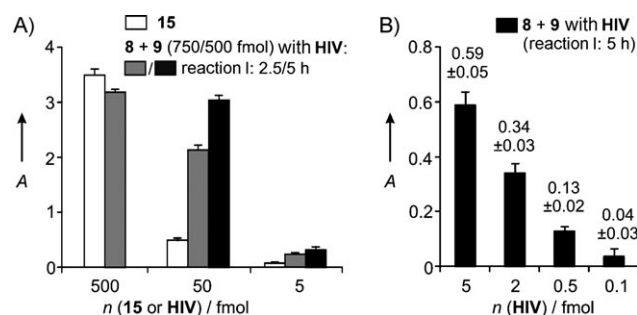 A)
15
8 + 9 (750/500 fmol) with HIV:
/ reaction I: 2.5/5 h
4
3
2
1
0
A
500 50 5
n (15 or HIV) / fmol
B)
8 + 9 with HIV
(reaction I: 5 h)
0.8
0.6
0.4
0.2
0
A
0.59
±0.05
0.34
±0.03
0.13
±0.02
0.04
±0.03
5 2 0.5 0.1
n (HIV) / fmol